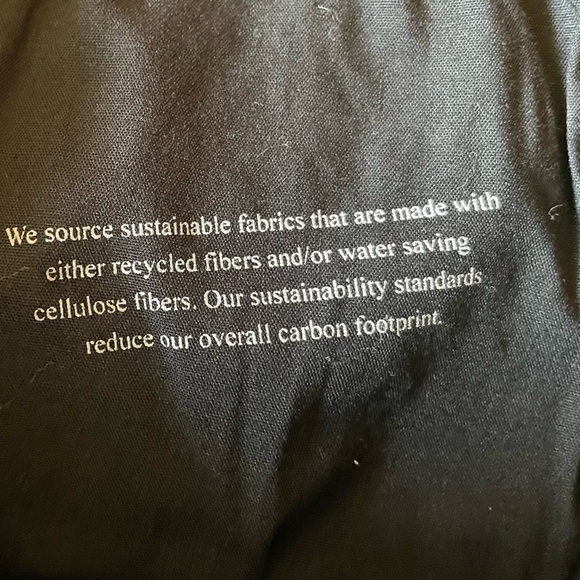 We source sustainable fabrics that are made with
either recycled fibers and/or water saving
cellulose fibers. Our sustainability standards
reduce our overall carbon footprint.